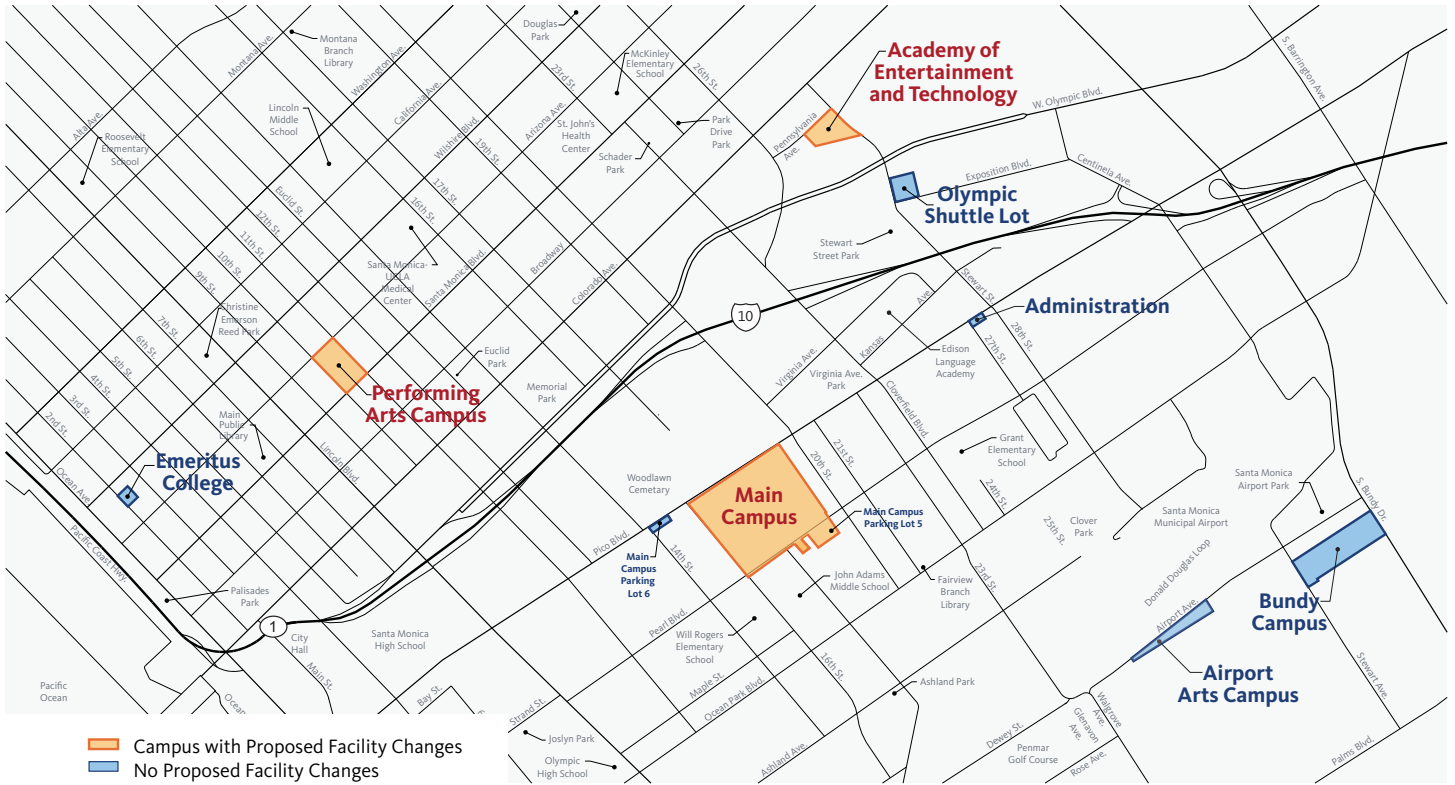 Douglas
Park
Montana
Branch
Library
Montana Ave.
Washington Ave.
McKinley
Elementary
School
23rd St.
26th St.
Academy of
Entertainment
and Technology
S. Barrington Ave.
W. Olympic Blvd.
California Ave.
Lincoln
Middle
School
Alta Ave.
Roosevelt
Elementary
School
Arizona Ave.
St. John's
Health
Center
Park
Drive
Park
Schader
Park
Pennsylvania
Ave.
Wilshire Blvd.
19th St.
17th St.
16th St.
Exposition Blvd.
Centinela Ave.
Olympic
Shuttle Lot
Euclid St.
12th St.
11th St.
10th St.
9th St.
Stewart
Street Park
Santa Monica-
UCLA
Medical
Center
Santa Monica Blvd.
Broadway
Colorado Ave.
Stewart St.
Christine
Emerson
Reed Park
7th St.
6th St.
5th St.
4th St.
3rd St.
2nd St.
10
Administration
28th St.
27th St.
Kansas
Ave.
Edison
Language
Academy
Virginia Ave.
Virginia Ave.
Park
Euclid
Park
Memorial
Park
Performing
Arts Campus
Cloverfield Blvd.
Main
Public
Library
Lincoln Blvd.
21st St.
20th St.
Grant
Elementary
School
Emeritus
College
Ocean Ave.
Woodlawn
Cemetary
Main
Campus
24th St.
Santa Monica
Airport Park
S. Bundy Dr.
Main Campus
Parking Lot 5
25th St.
Clover
Park
Santa Monica
Municipal Airport
Pacific Coast Hwy.
Pico Blvd.
Main
Campus
Parking
Lot 6
14th St.
John Adams
Middle School
Fairview
Branch
Library
23rd St.
Donald Douglas Loop
Airport Ave.
Bundy
Campus
Palisades
Park
1
City
Hall
Santa Monica
High School
Pearl Blvd.
Will Rogers
Elementary
School
16th St.
Maple St.
Ocean Park Blvd.
Ashland Park
Airport
Arts Campus
Stewart Ave
Pacific
Ocean
Main St.
Ocean
Bay St.
Strand St.
Joslyn Park
Olympic
High School
Ashland Ave.
Dewey St.
Penmar
Golf Course
Walgrove
Ave.
Glenavon
Ave.
Rose Ave.
Palms Blvd.
Campus with Proposed Facility Changes
No Proposed Facility Changes